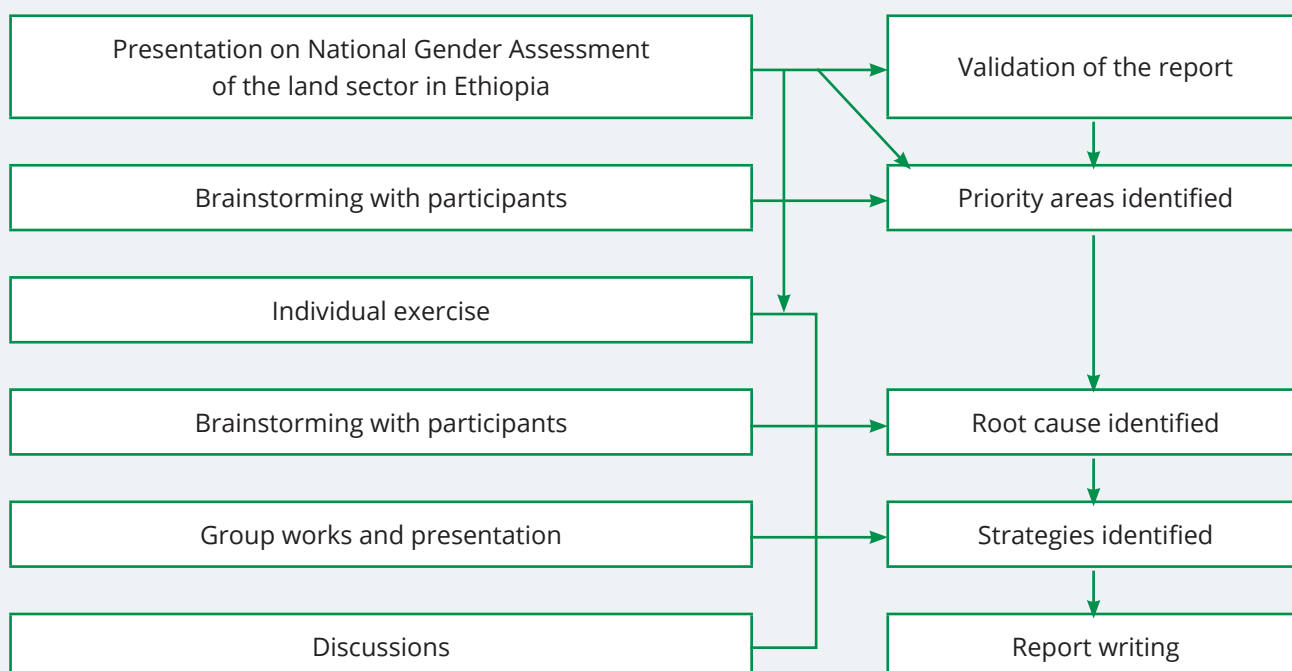 Presentation on National Gender Assessment
of the land sector in Ethiopia
Validation of the report
Brainstorming with participants
Priority areas identified
Individual exercise
Brainstorming with participants
Root cause identified
Group works and presentation
Strategies identified
Discussions
Report writing